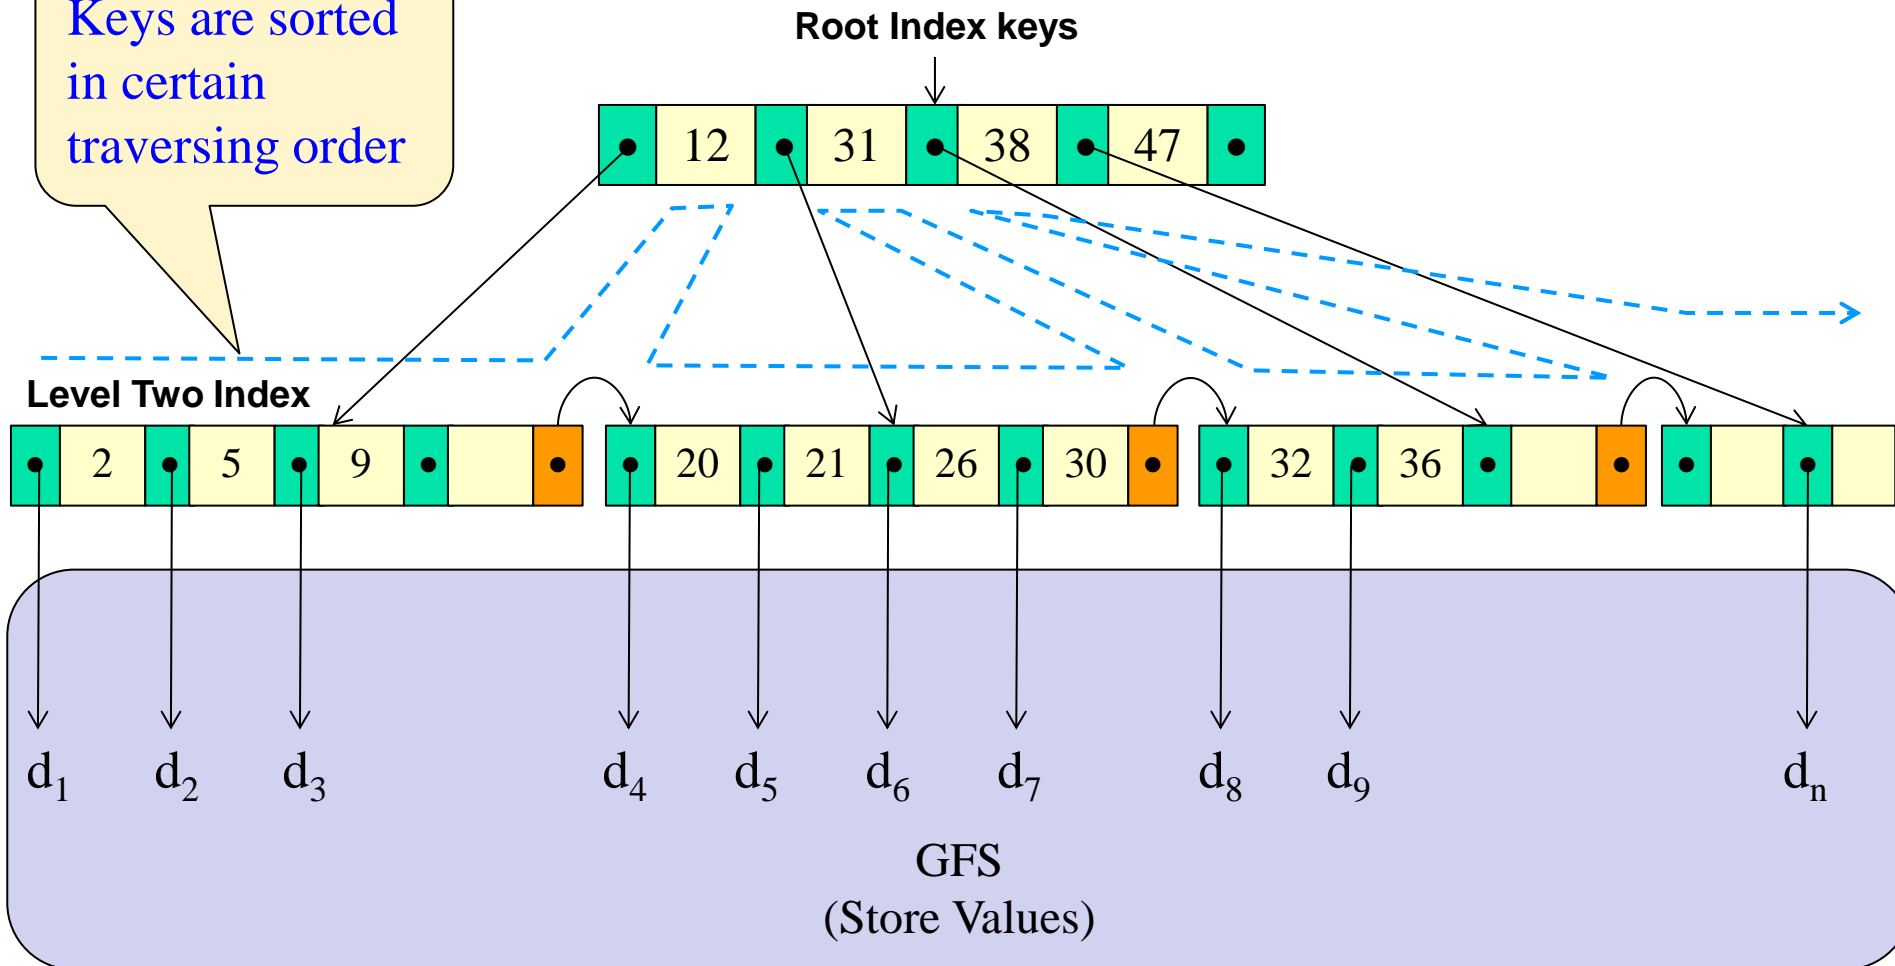 Keys are sorted
in certain
traversing order
Root Index keys
12 31 38 47
Level Two Index
2 5 9 20 21 26 30 32 36
d1 d2 d3 d4 d5 d6 d7 d8 d9 dn
GFS
(Store Values)